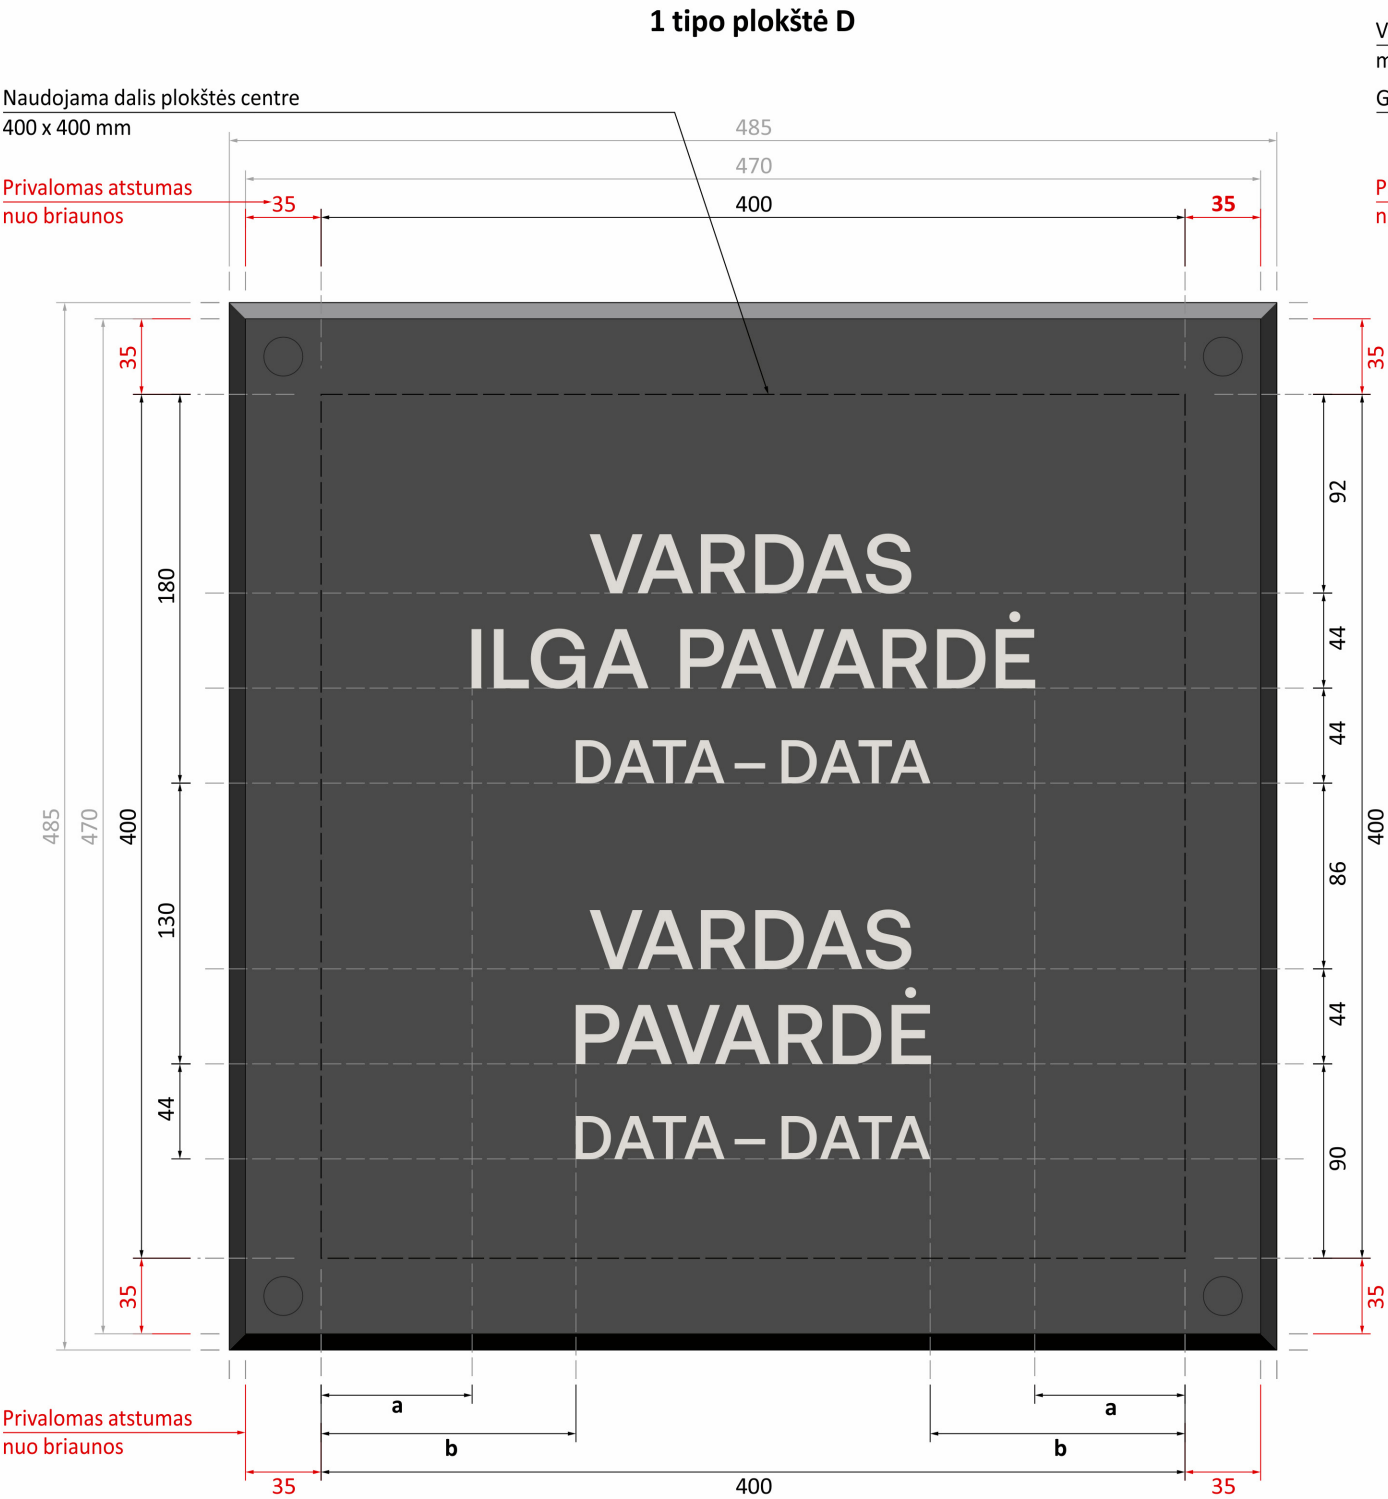 1 tipo plokštė D
V
m
Naudojama dalis plokštės centre
400 x 400 mm
G
485
470
Privalomas atstumas
nuo briaunos
35
400
35
P
n
35
35
92
180
VARDAS
44
ILGA PAVARDĖ
44
DATA – DATA
485
470
400
400
86
130
VARDAS
44
PAVARDĖ
44
DATA – DATA
90
35
35
a
a
Privalomas atstumas
nuo briaunos
b
b
35
400
35